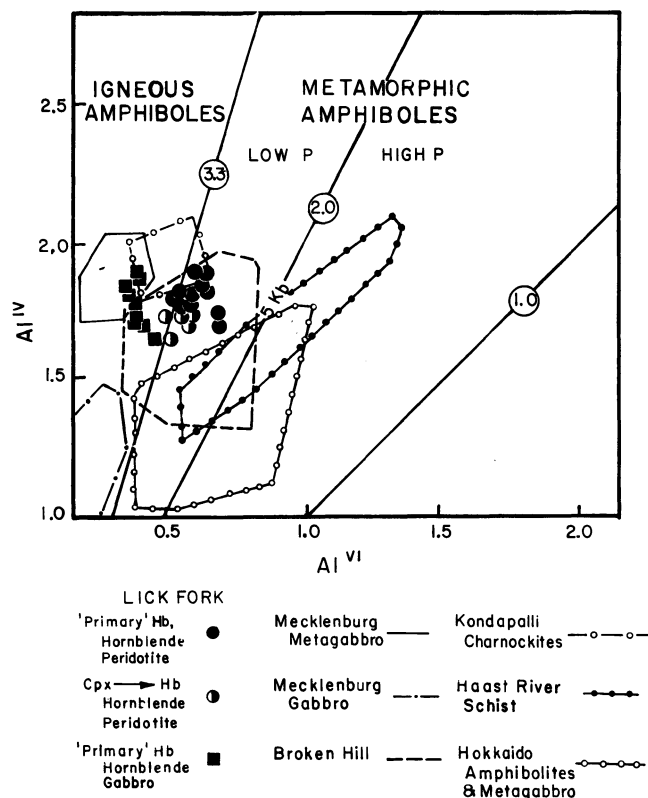 IGNEOUS
AMPHIBOLES
METAMORPHIC
AMPHIBOLES
LOW P
HIGH P
3.3
2.0
1.0
5 Kb
2,5
2,0
1.5
1.0
Al IV
0.5
1.0
1.5
2.0
Al VI
LICK FORK
'Primary' Hb,
Hornblende
Peridotite
Cpx → Hb
Hornblende
Peridotite
'Primary' Hb
Hornblende
Gabbro
Mecklenburg
Metagabbro
Mecklenburg
Gabbro
Broken Hill
Kondapalli
Charnockites
Haast River
Schist
Hokkaido
Amphibolites
& Metagabbro